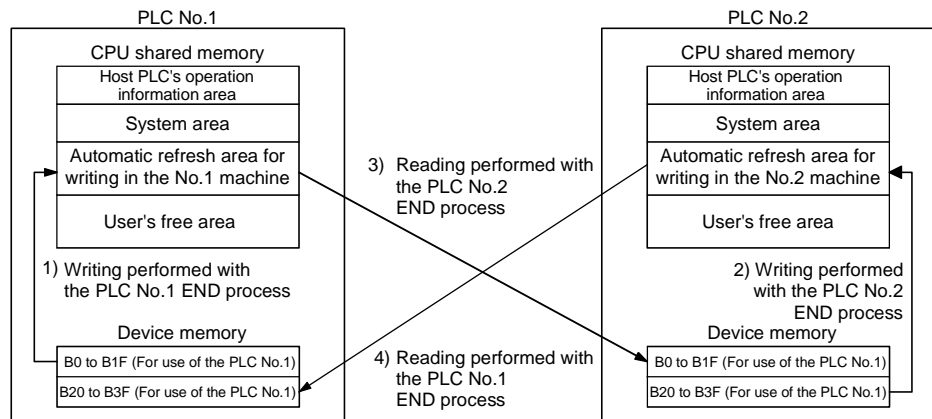 PLC No.1
CPU shared memory
Host PLC's operation
information area
System area
Automatic refresh area for
writing in the No.1 machine
User's free area
1) Writing performed with
the PLC No.1 END process
Device memory
B0 to B1F (For use of the PLC No.1)
B20 to B3F (For use of the PLC No.1)
3) Reading performed with
the PLC No.2
END process
4) Reading performed with
the PLC No.1
END process
PLC No.2
CPU shared memory
Host PLC's operation
information area
System area
Automatic refresh area for
writing in the No.2 machine
User's free area
2) Writing performed
with the PLC No.2
END process
Device memory
B0 to B1F (For use of the PLC No.1)
B20 to B3F (For use of the PLC No.1)